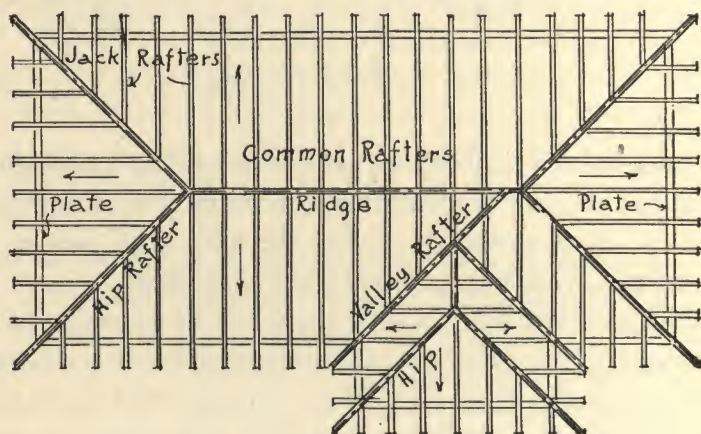 Jack Rafters
Common Rafters
Ridge
Plate
Plate
Hip Rafter
Valley Rafter
Hip